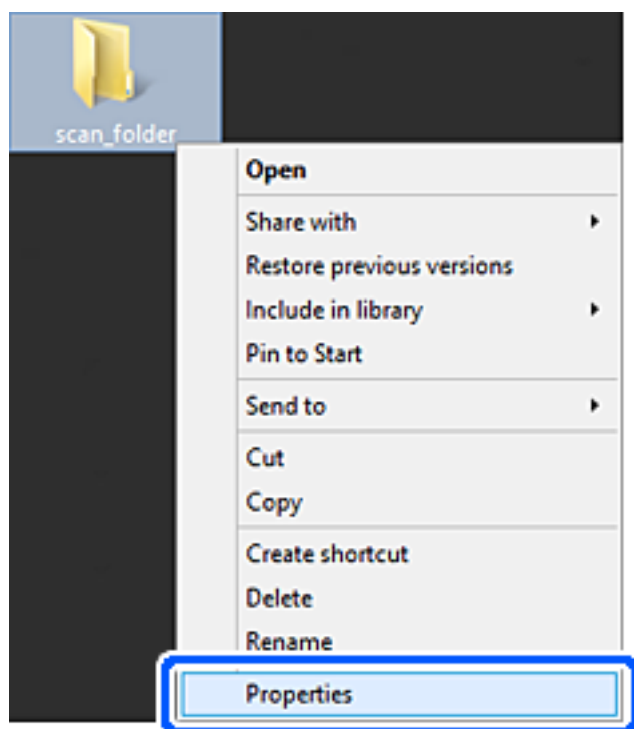 scan_folder
Open
Share with
Restore previous versions
Include in library
Pin to Start
Send to
Cut
Copy
Create shortcut
Delete
Rename
Properties